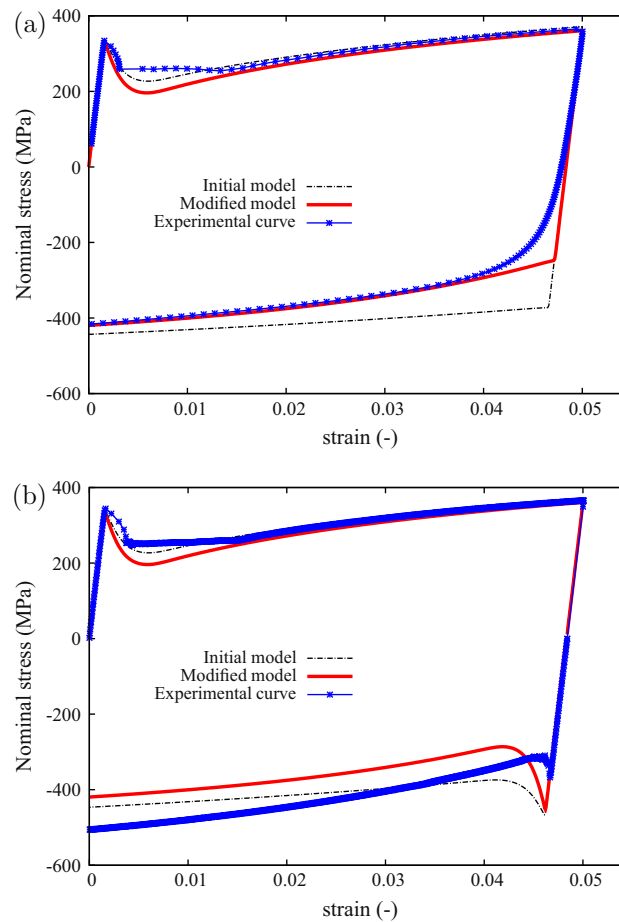 (a)
400
200
0
-200
-400
-600
Nominal stress (MPa)
Initial model
Modified model
Experimental curve
0 0.01 0.02 0.03 0.04 0.05
strain (-)
(b)
400
200
0
-200
-400
-600
Nominal stress (MPa)
Initial model
Modified model
Experimental curve
0 0.01 0.02 0.03 0.04 0.05
strain (-)